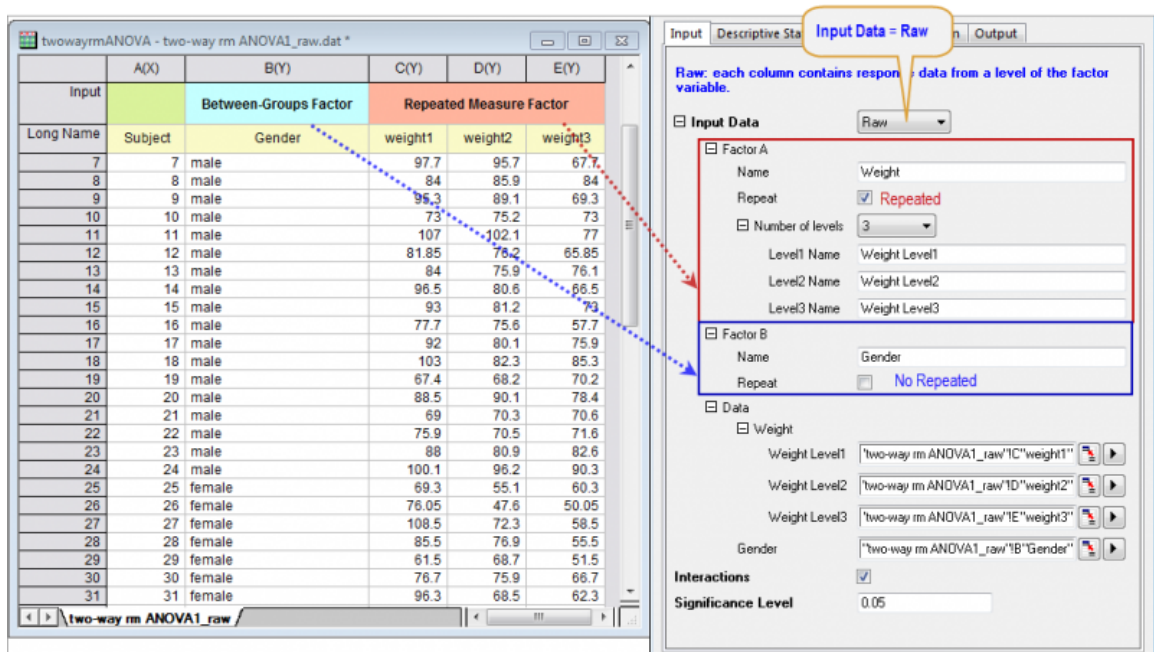 twowayrmANOVA - two-way rm ANOVA1_raw.dat *
A(X) B(Y) C(Y) D(Y) E(Y)
Input Between-Groups Factor Repeated Measure Factor
Long Name Subject Gender weight1 weight2 weight3
7 7 male 97.7 95.7 67.7
8 8 male 84 85.9 84
9 9 male 95.3 89.1 69.3
10 10 male 73 75.2 73
11 11 male 107 102.1 77
12 12 male 81.85 76.2 65.85
13 13 male 84 75.9 76.1
14 14 male 96.5 80.6 66.5
15 15 male 93 81.2 73
16 16 male 77.7 75.6 57.7
17 17 male 92 80.1 75.9
18 18 male 103 82.3 85.3
19 19 male 67.4 68.2 70.2
20 20 male 88.5 90.1 78.4
21 21 male 69 70.3 70.6
22 22 male 75.9 70.5 71.6
23 23 male 88 80.9 82.6
24 24 male 100.1 96.2 90.3
25 25 female 69.3 55.1 60.3
26 26 female 76.05 47.6 50.05
27 27 female 108.5 72.3 58.5
28 28 female 85.5 76.9 55.5
29 29 female 61.5 68.7 51.5
30 30 female 76.7 75.9 66.7
31 31 female 96.3 68.5 62.3
two-way rm ANOVA1_raw
Input Descriptive Sta n Output
Input Data = Raw
Raw: each column contains respon data from a level of the factor
variable.
Input Data Raw
Factor A
Name Weight
Repeat Repeated
Number of levels 3
Level1 Name Weight Level1
Level2 Name Weight Level2
Level3 Name Weight Level3
Factor B
Name Gender
Repeat No Repeated
Data
Weight
Weight Level1 "two-way rm ANOVA1_raw"!C"weight1"
Weight Level2 "two-way rm ANOVA1_raw"!D"weight2"
Weight Level3 "two-way rm ANOVA1_raw"!E"weight3"
Gender "two-way rm ANOVA1_raw"!B"Gender"
Interactions
Significance Level 0.05